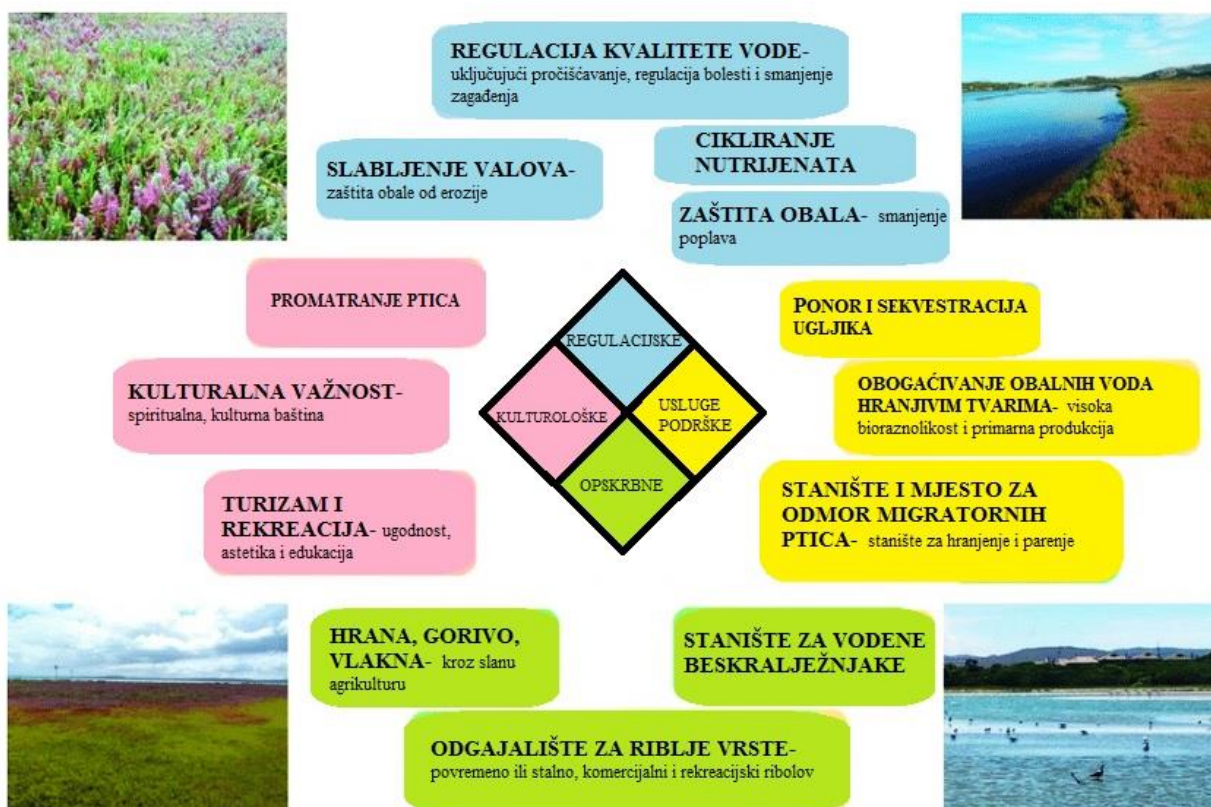 REGULACIJA KVALITETE VODE-
uključujući pročišćavanje, regulacija bolesti i smanjenje
zagađenja
CIKLIRANJE
NUTRIJENATA
SLABLJENJE VALOVA-
zaštita obale od erozije
ZAŠTITA OBALA- smanjenje
poplava
PROMATRANJE PTICA
KULTURALNA VAŽNOST-
spiritualna, kulturna baština
TURIZAM I
REKREACIJA- ugodnost,
astetika i edukacija
REGULACIJSKE
KULTUROLOŠKE
USLUGE
PODRŠKE
OPSKRBNE
PONOR I SEKVESTRACIJA
UGLJIKA
OBOGAĆIVANJE OBALNIH VODA
HRANJIVIM TVARIMA- visoka
bioraznolikost i primarna produkcija
STANIŠTE I MJESTO ZA
ODMOR MIGRATORNIH
PTICA- stanište za hranjenje i parenje
HRANA, GORIVO,
VLAKNA- kroz slanu
agrikulturu
STANIŠTE ZA VODENE
BESKRALJEŽNJAKE
ODGAJALIŠTE ZA RIBLJE VRSTE-
povremeno ili stalno, komercijalni i rekreacijski ribolov